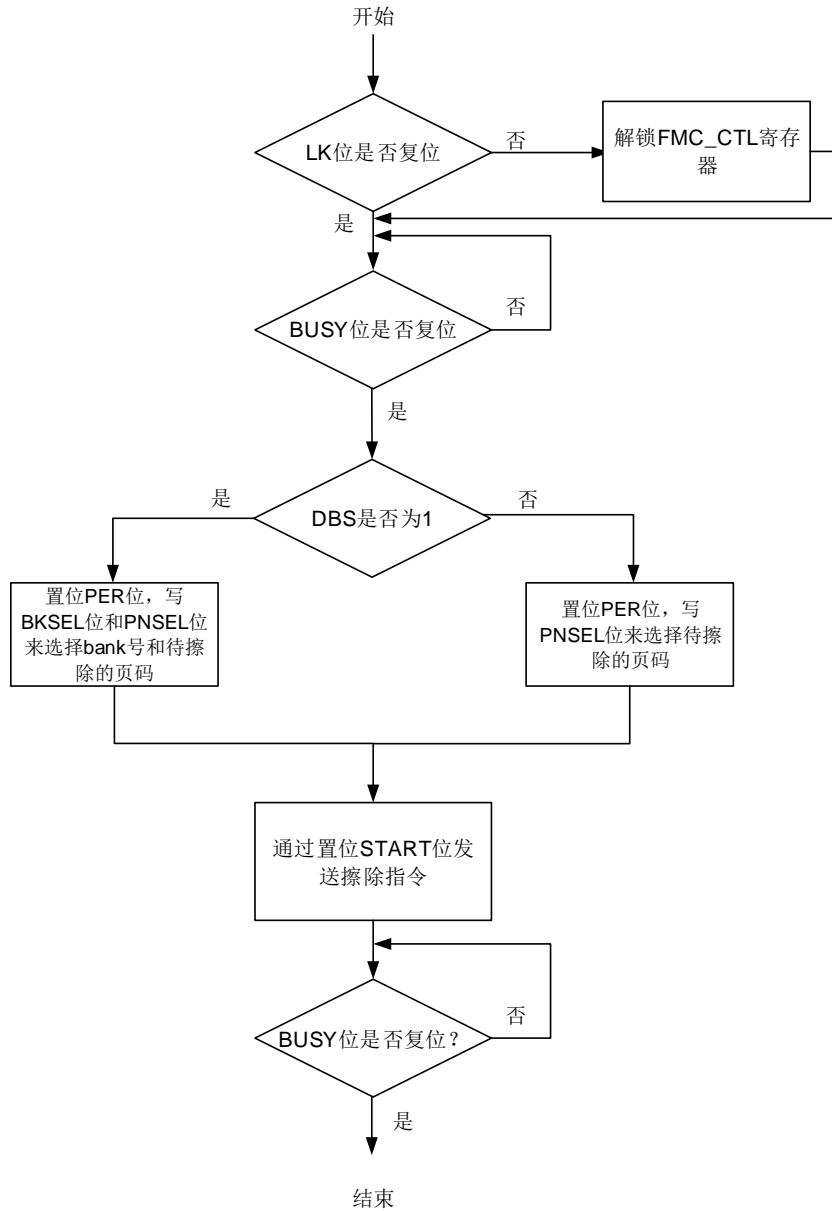 开始
LK位是否复位
否
解锁FMC_CTL寄存
器
是
BUSY位是否复位
否
是
DBS是否为1
是
否
置位PER位，写
BKSEL位和PNSEL位
来选择bank号和待擦
除的页码
置位PER位，写
PNSEL位来选择待擦
除的页码
通过置位START位发
送擦除指令
BUSY位是否复位？
否
是
结束